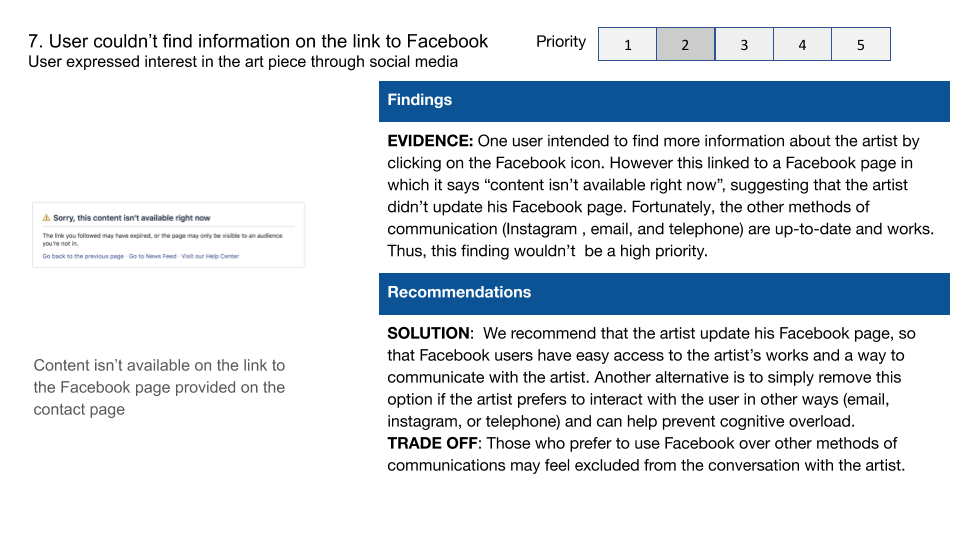 7. User couldn’t find information on the link to Facebook
User expressed interest in the art piece through social media
Priority
1 2 3 4 5
Findings
EVIDENCE: One user intended to find more information about the artist by
clicking on the Facebook icon. However this linked to a Facebook page in
which it says “content isn’t available right now”, suggesting that the artist
didn’t update his Facebook page. Fortunately, the other methods of
communication (Instagram , email, and telephone) are up-to-date and works.
Thus, this finding wouldn’t  be a high priority.
Sorry, this content isn't available right now
The link you followed may have expired, or the page may only be visible to an audience
you're not in.
Go back to the previous page · Go to News Feed · Visit our Help Center
Content isn’t available on the link to
the Facebook page provided on the
contact page
Recommendations
SOLUTION:  We recommend that the artist update his Facebook page, so
that Facebook users have easy access to the artist’s works and a way to
communicate with the artist. Another alternative is to simply remove this
option if the artist prefers to interact with the user in other ways (email,
instagram, or telephone) and can help prevent cognitive overload.
TRADE OFF: Those who prefer to use Facebook over other methods of
communications may feel excluded from the conversation with the artist.